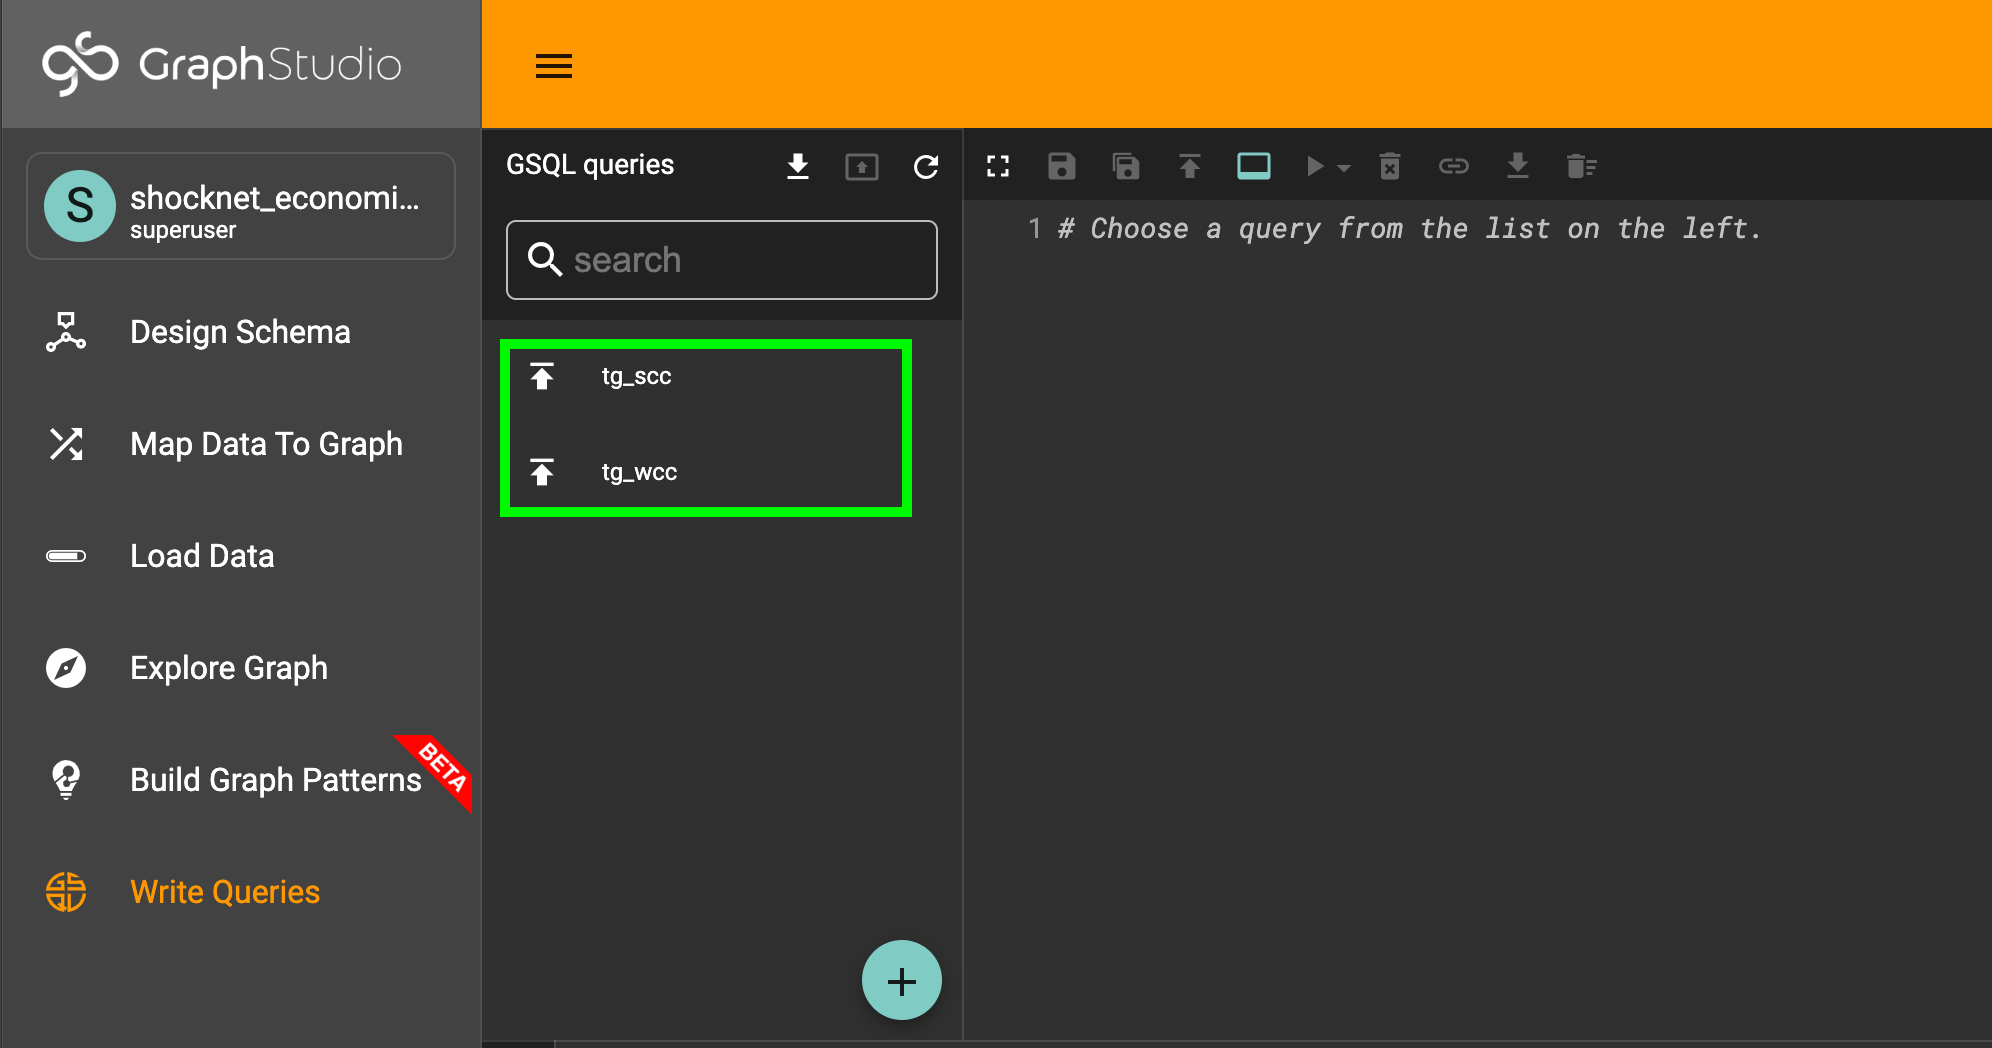 GraphStudio
shocknet_economi...
superuser
Design Schema
Map Data To Graph
Load Data
Explore Graph
Build Graph Patterns
BETA
Write Queries
GSQL queries
search
tg_scc
tg_wcc
1 # Choose a query from the list on the left.